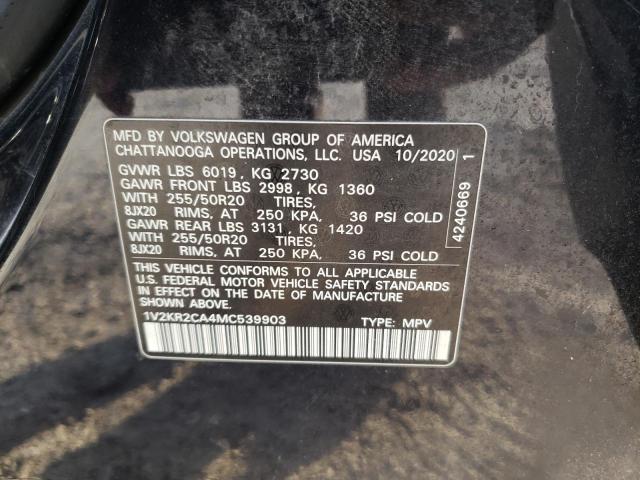 MFD BY VOLKSWAGEN GROUP OF AMERICA
CHATTANOOGA OPERATIONS, LLC. USA 10/2020
GVWR LBS 6019, KG 2730
GAWR FRONT LBS 2998, KG 1360
WITH 255/50R20 TIRES,
8JX20 RIMS, AT 250 KPA, 36 PSI COLD
GAWR REAR LBS 3131, KG 1420
WITH 255/50R20 TIRES,
8JX20 RIMS, AT 250 KPA, 36 PSI COLD
THIS VEHICLE CONFORMS TO ALL APPLICABLE
U.S. FEDERAL MOTOR VEHICLE SAFETY STANDARDS
IN EFFECT ON THE DATE OF MANUFACTURE
SHOWN ABOVE.
1V2KR2CA4MC539903 TYPE: MPV
4240669 1